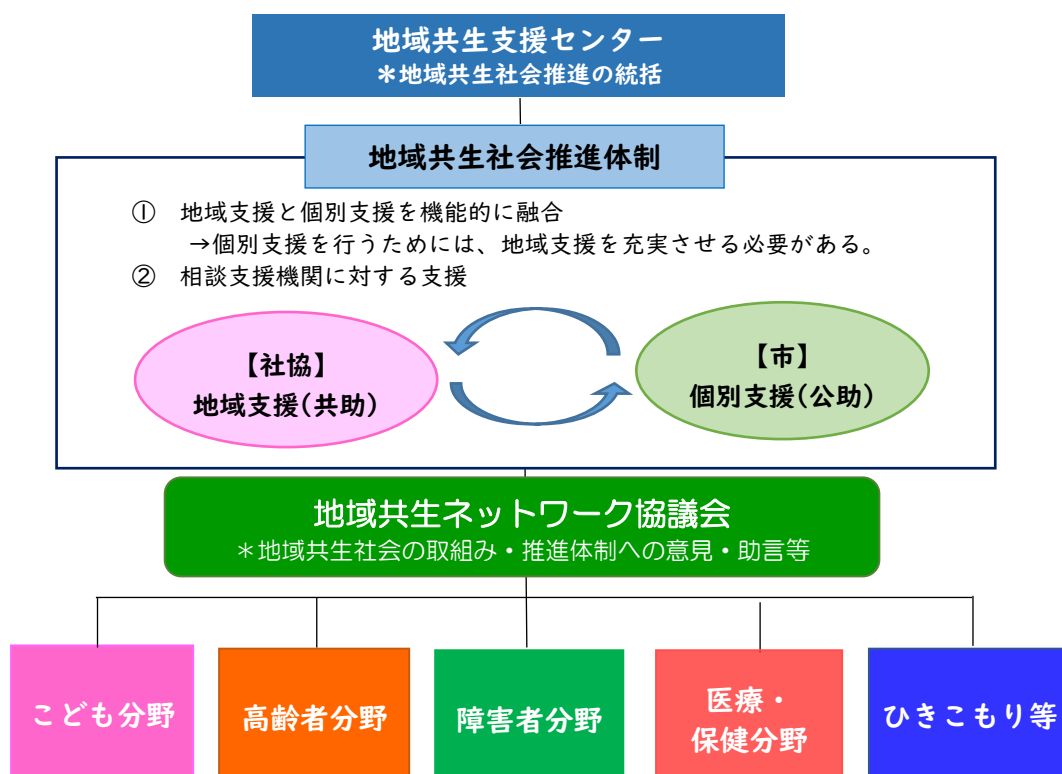 地域共生支援センター
＊地域共生社会推進の統括
地域共生社会推進体制
① 地域支援と個別支援を機能的に融合
→個別支援を行うためには、地域支援を充実させる必要がある。
② 相談支援機関に対する支援
【社協】
地域支援(共助)
【市】
個別支援(公助)
地域共生ネットワーク協議会
＊地域共生社会の取組み・推進体制への意見・助言等
こども分野
高齢者分野
障害者分野
医療・
保健分野
ひきこもり等